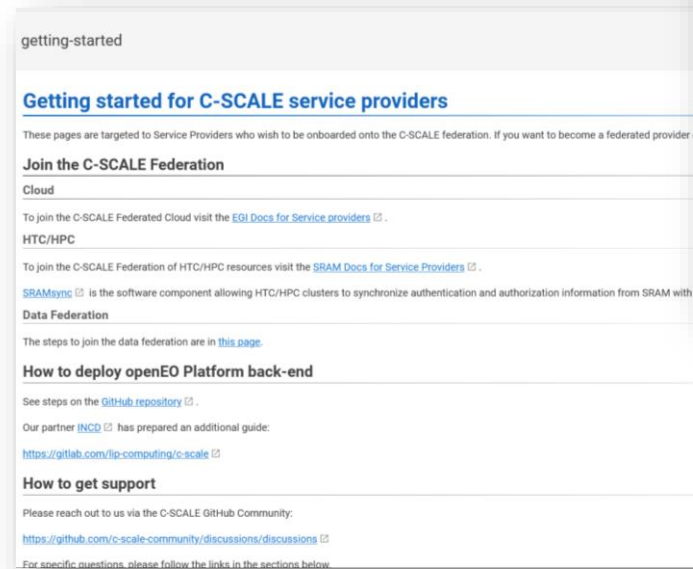 getting-started
Getting started for C-SCALE service providers
These pages are targeted to Service Providers who wish to be onboarded onto the C-SCALE federation. If you want to become a federated provider
Join the C-SCALE Federation
Cloud
To join the C-SCALE Federated Cloud visit the EGI Docs for Service providers .
HTC/HPC
To join the C-SCALE Federation of HTC/HPC resources visit the SRAM Docs for Service Providers .
SRAMsync is the software component allowing HTC/HPC clusters to synchronize authentication and authorization information from SRAM with
Data Federation
The steps to join the data federation are in this page.
How to deploy openEO Platform back-end
See steps on the GitHub repository .
Our partner INCD has prepared an additional guide:
https://gitlab.com/lip-computing/c-scale
How to get support
Please reach out to us via the C-SCALE GitHub Community:
https://github.com/c-scale-community/discussions/discussions
For specific questions, please follow the links in the sections below.